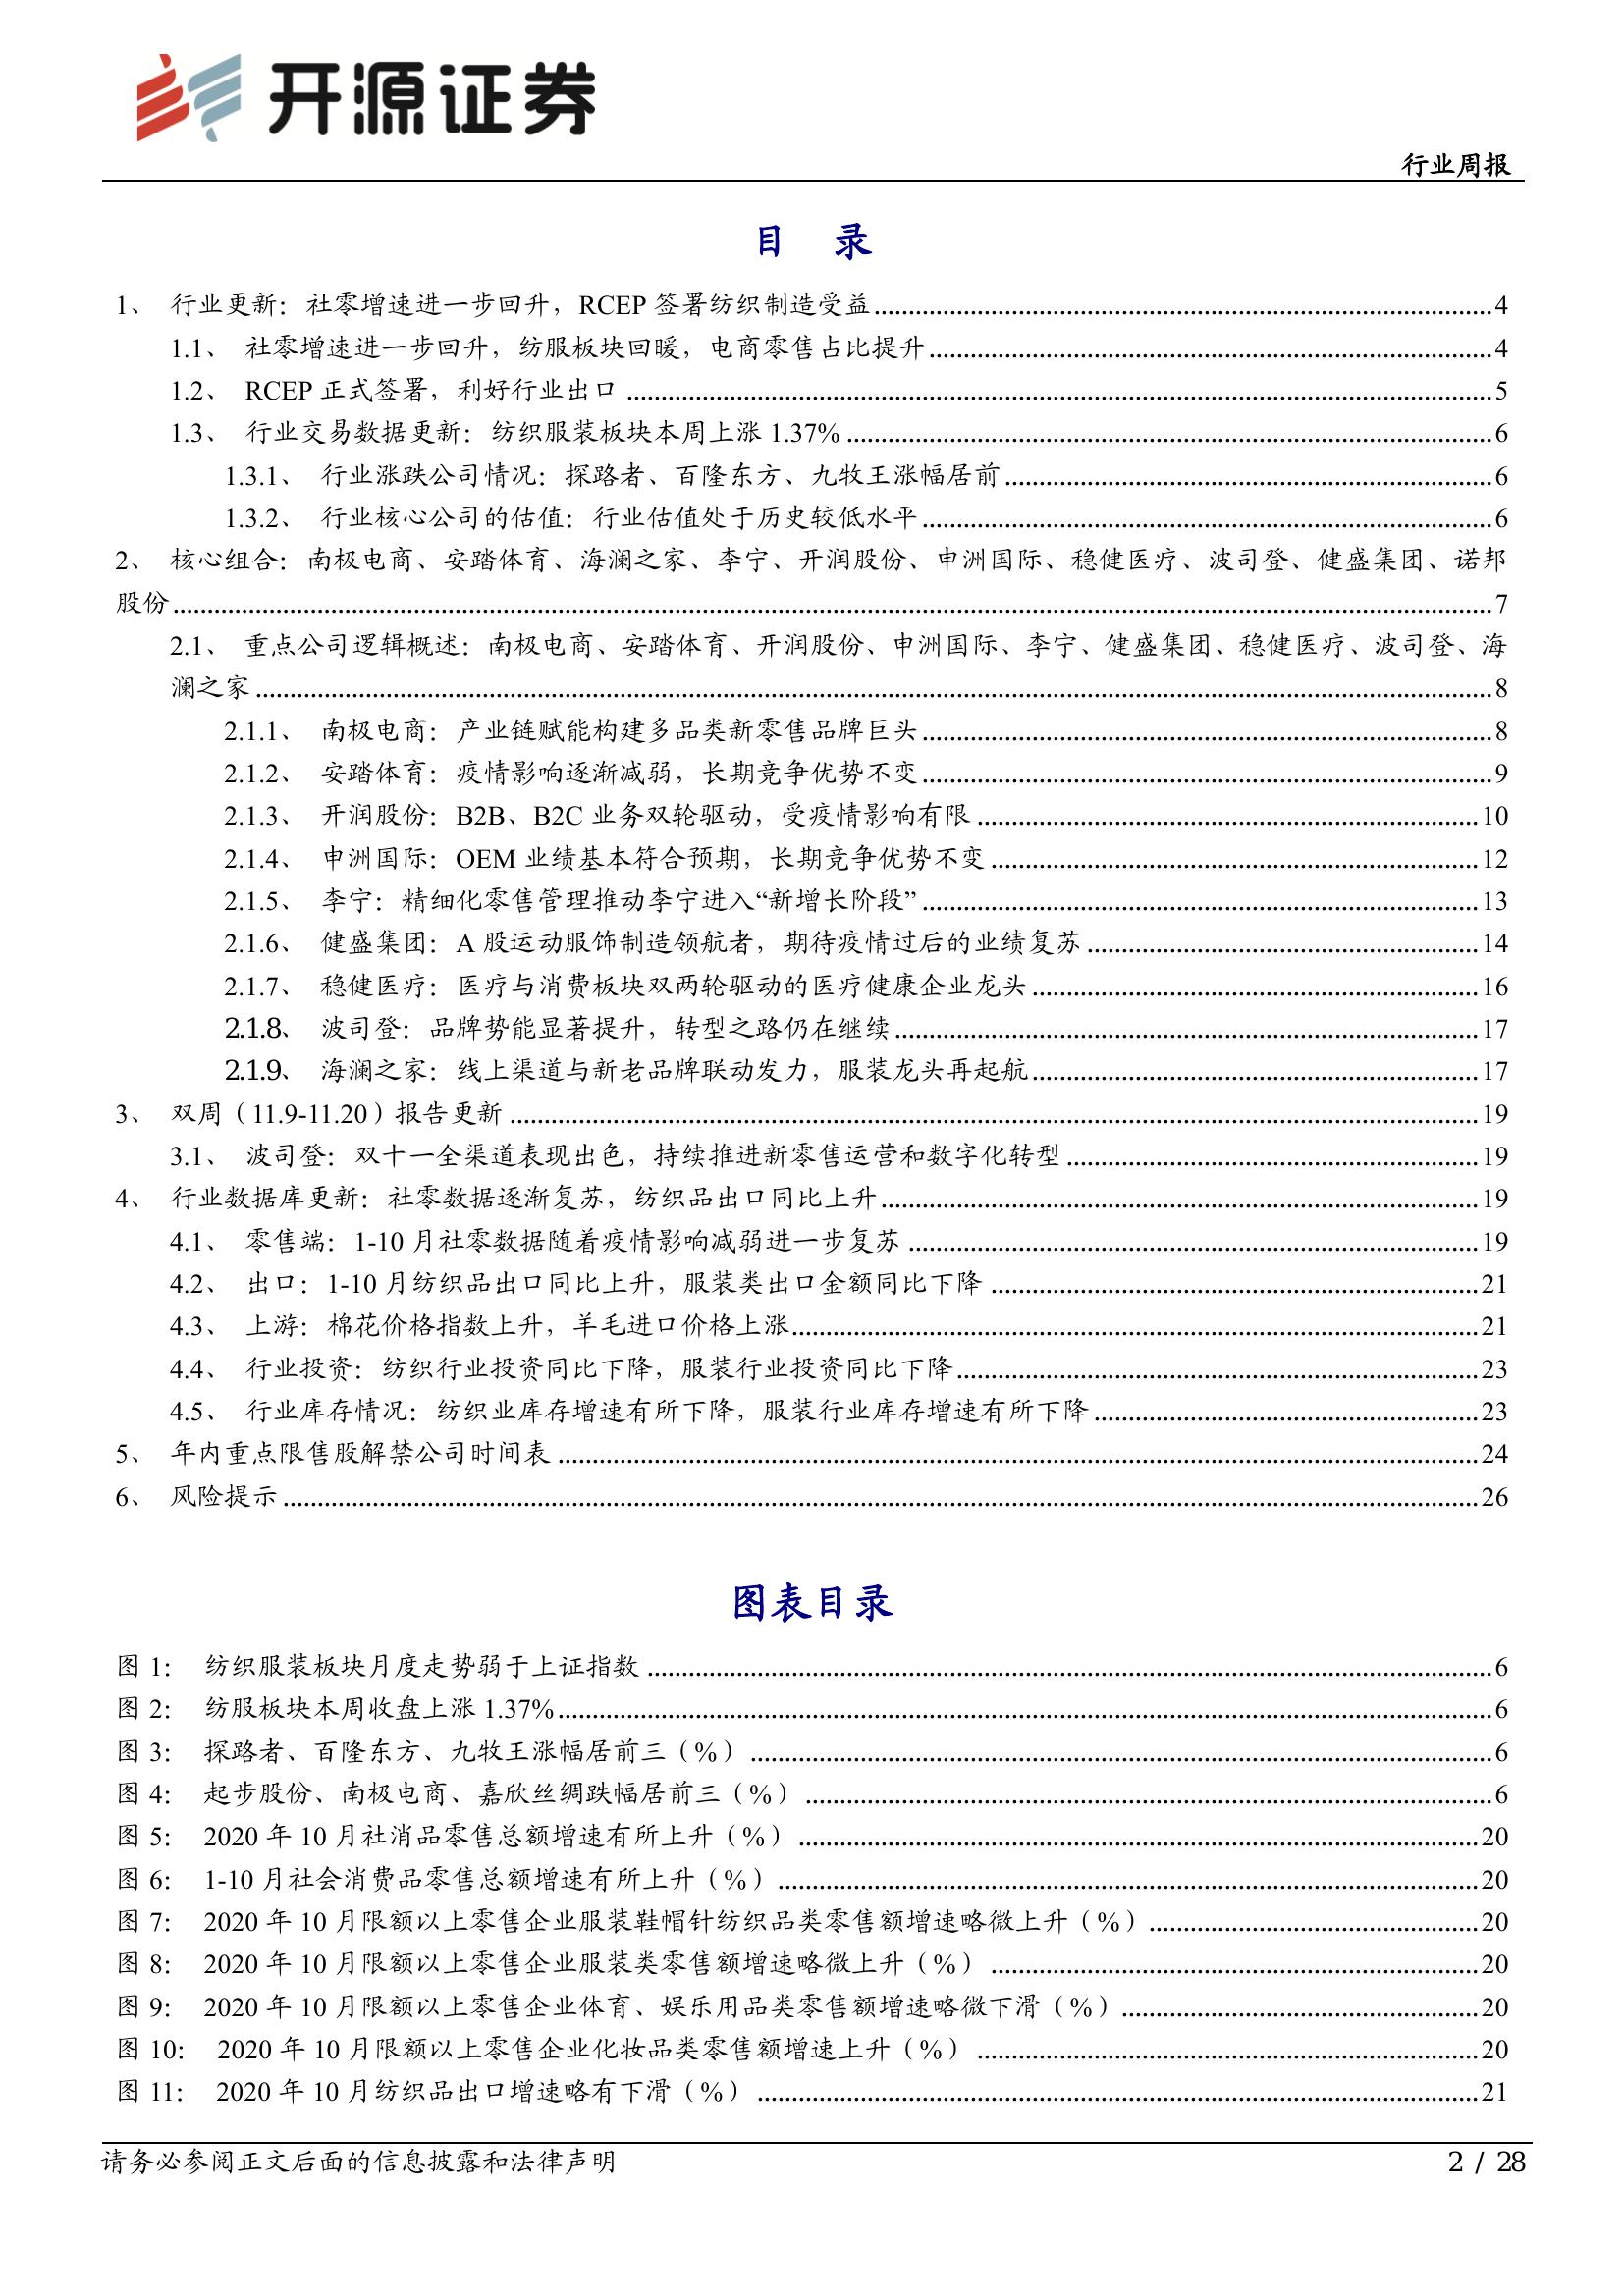 开源证券
行业周报
目 录
1、 行业更新：社零增速进一步回升，RCEP 签署纺织制造受益 4
1.1、 社零增速进一步回升，纺服板块回暖，电商零售占比提升 4
1.2、 RCEP 正式签署，利好行业出口 5
1.3、 行业交易数据更新：纺织服装板块本周上涨 1.37% 6
1.3.1、 行业涨跌公司情况：探路者、百隆东方、九牧王涨幅居前 6
1.3.2、 行业核心公司的估值：行业估值处于历史较低水平 6
2、 核心组合：南极电商、安踏体育、海澜之家、李宁、开润股份、申洲国际、稳健医疗、波司登、健盛集团、诺邦
股份 7
2.1、 重点公司逻辑概述：南极电商、安踏体育、开润股份、申洲国际、李宁、健盛集团、稳健医疗、波司登、海
澜之家 8
2.1.1、 南极电商：产业链赋能构建多品类新零售品牌巨头 8
2.1.2、 安踏体育：疫情影响逐渐减弱，长期竞争优势不变 9
2.1.3、 开润股份：B2B、B2C 业务双轮驱动，受疫情影响有限 10
2.1.4、 申洲国际：OEM 业绩基本符合预期，长期竞争优势不变 12
2.1.5、 李宁：精细化零售管理推动李宁进入“新增长阶段” 13
2.1.6、 健盛集团：A 股运动服饰制造领航者，期待疫情过后的业绩复苏 14
2.1.7、 稳健医疗：医疗与消费板块双两轮驱动的医疗健康企业龙头 16
2.1.8、 波司登：品牌势能显著提升，转型之路仍在继续 17
2.1.9、 海澜之家：线上渠道与新老品牌联动发力，服装龙头再起航 17
3、 双周（11.9-11.20）报告更新 19
3.1、 波司登：双十一全渠道表现出色，持续推进新零售运营和数字化转型 19
4、 行业数据库更新：社零数据逐渐复苏，纺织品出口同比上升 19
4.1、 零售端：1-10 月社零数据随着疫情影响减弱进一步复苏 19
4.2、 出口：1-10 月纺织品出口同比上升，服装类出口金额同比下降 21
4.3、 上游：棉花价格指数上升，羊毛进口价格上涨 21
4.4、 行业投资：纺织行业投资同比下降，服装行业投资同比下降 23
4.5、 行业库存情况：纺织业库存增速有所下降，服装行业库存增速有所下降 23
5、 年内重点限售股解禁公司时间表 24
6、 风险提示 26
图表目录
图 1： 纺织服装板块月度走势弱于上证指数 6
图 2： 纺服板块本周收盘上涨 1.37% 6
图 3： 探路者、百隆东方、九牧王涨幅居前三（%） 6
图 4： 起步股份、南极电商、嘉欣丝绸跌幅居前三（%） 6
图 5： 2020 年 10 月社消品零售总额增速有所上升（%） 20
图 6： 1-10 月社会消费品零售总额增速有所上升（%） 20
图 7： 2020 年 10 月限额以上零售企业服装鞋帽针纺织品类零售额增速略微上升（%） 20
图 8： 2020 年 10 月限额以上零售企业服装类零售额增速略微上升（%） 20
图 9： 2020 年 10 月限额以上零售企业体育、娱乐用品类零售额增速略微下滑（%） 20
图 10： 2020 年 10 月限额以上零售企业化妆品类零售额增速上升（%） 20
图 11： 2020 年 10 月纺织品出口增速略有下滑（%） 21
请务必参阅正文后面的信息披露和法律声明
2 / 28